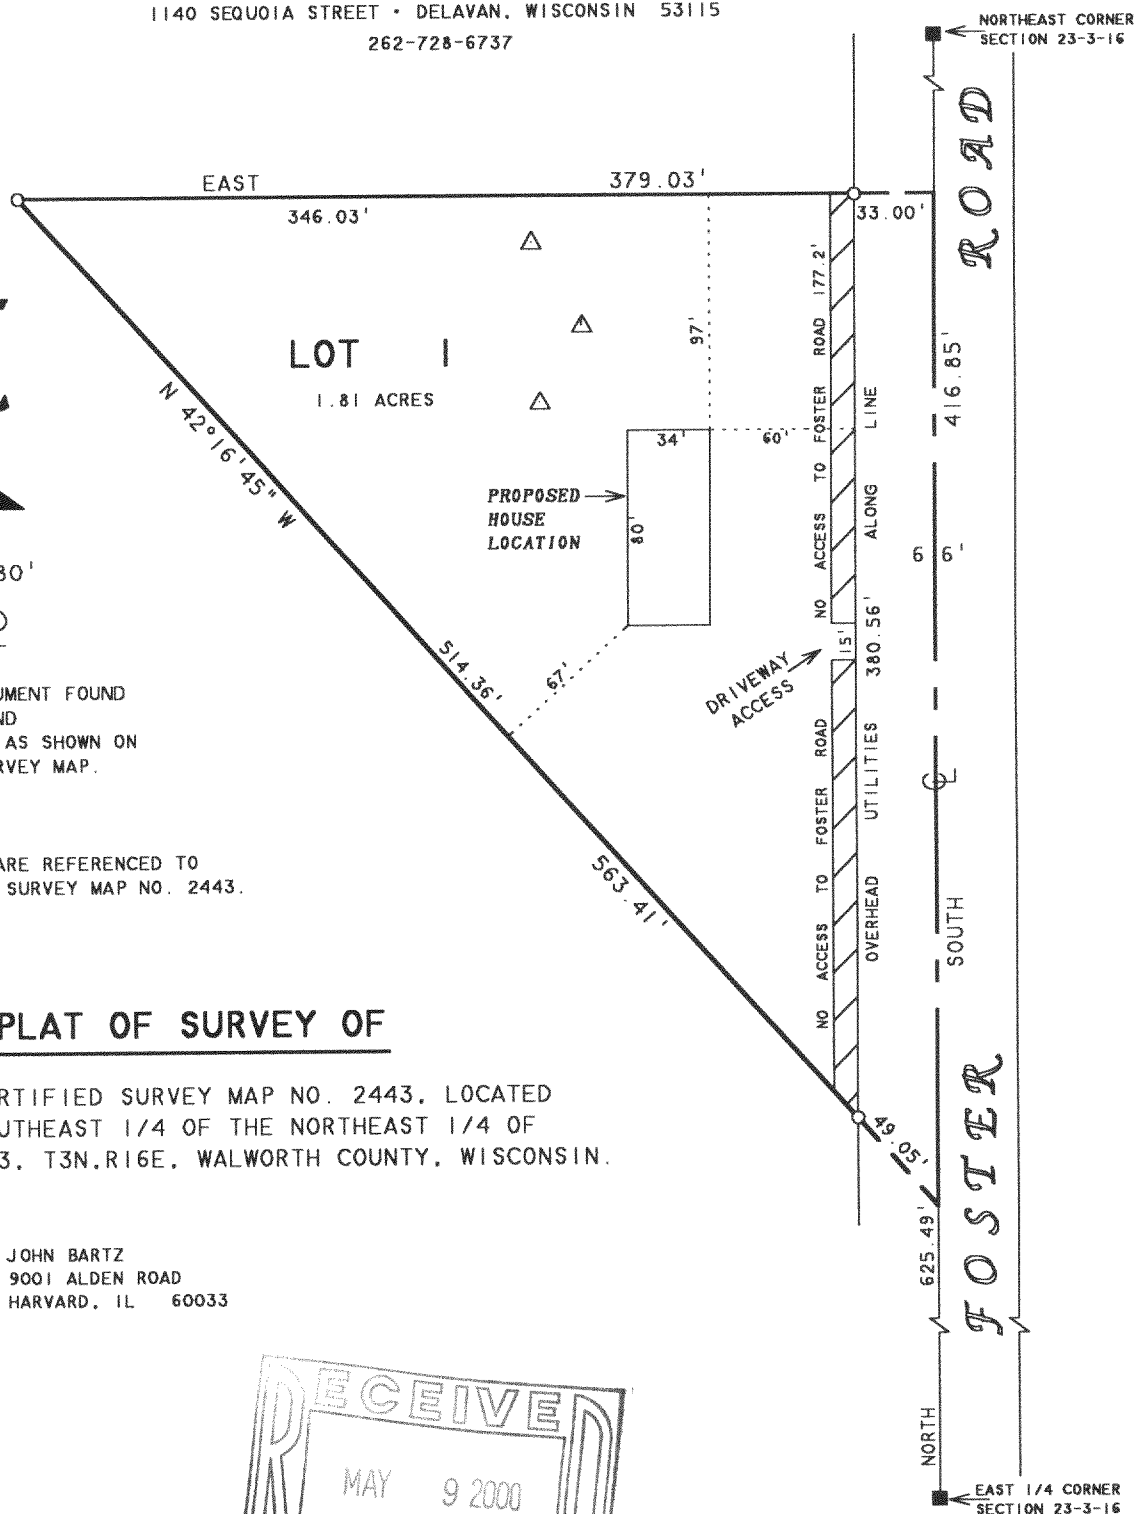 1140 SEQUOIA STREET • DELAVAN, WISCONSIN 53115
262-728-6737
NORTHEAST CORNER
SECTION 23-3-16
ROAD
EAST
379.03'
346.03'
33.00'
NO ACCESS TO FOSTER ROAD 177.2'
97'
LOT 1
1.81 ACRES
416.85'
N 42°16'45" W
34'
60'
PROPOSED
HOUSE
LOCATION
80'
66'
80'
15'
380.56'
DRIVEWAY
ACCESS
514.36'
67'
UMENT FOUND
ND
AS SHOWN ON
RVEY MAP.
NO ACCESS TO FOSTER ROAD
OVERHEAD UTILITIES ALONG LINE
ARE REFERENCED TO
SURVEY MAP NO. 2443.
563.41'
SOUTH
PLAT OF SURVEY OF
RTIFIED SURVEY MAP NO. 2443, LOCATED
UTHEAST 1/4 OF THE NORTHEAST 1/4 OF
3, T3N,R16E, WALWORTH COUNTY, WISCONSIN.
49.05'
FOSTER
625.49'
JOHN BARTZ
9001 ALDEN ROAD
HARVARD, IL 60033
NORTH
RECEIVED
MAY 9 2000
EAST 1/4 CORNER
SECTION 23-3-16